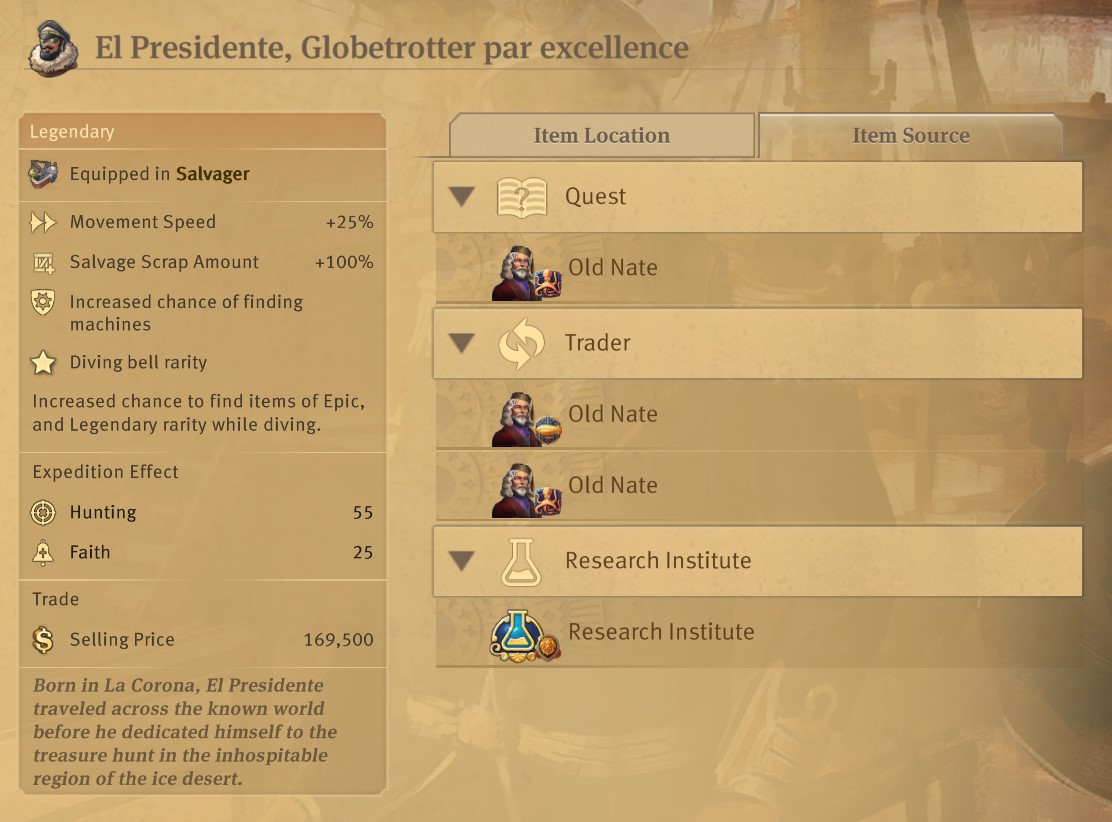 El Presidente, Globetrotter par excellence
Legendary
Equipped in Salvager
Movement Speed +25%
Salvage Scrap Amount +100%
Increased chance of finding
machines
Diving bell rarity
Increased chance to find items of Epic,
and Legendary rarity while diving.
Expedition Effect
Hunting 55
Faith 25
Trade
Selling Price 169,500
Born in La Corona, El Presidente
traveled across the known world
before he dedicated himself to the
treasure hunt in the inhospitable
region of the ice desert.
Item Location
Item Source
Quest
Old Nate
Trader
Old Nate
Old Nate
Research Institute
Research Institute